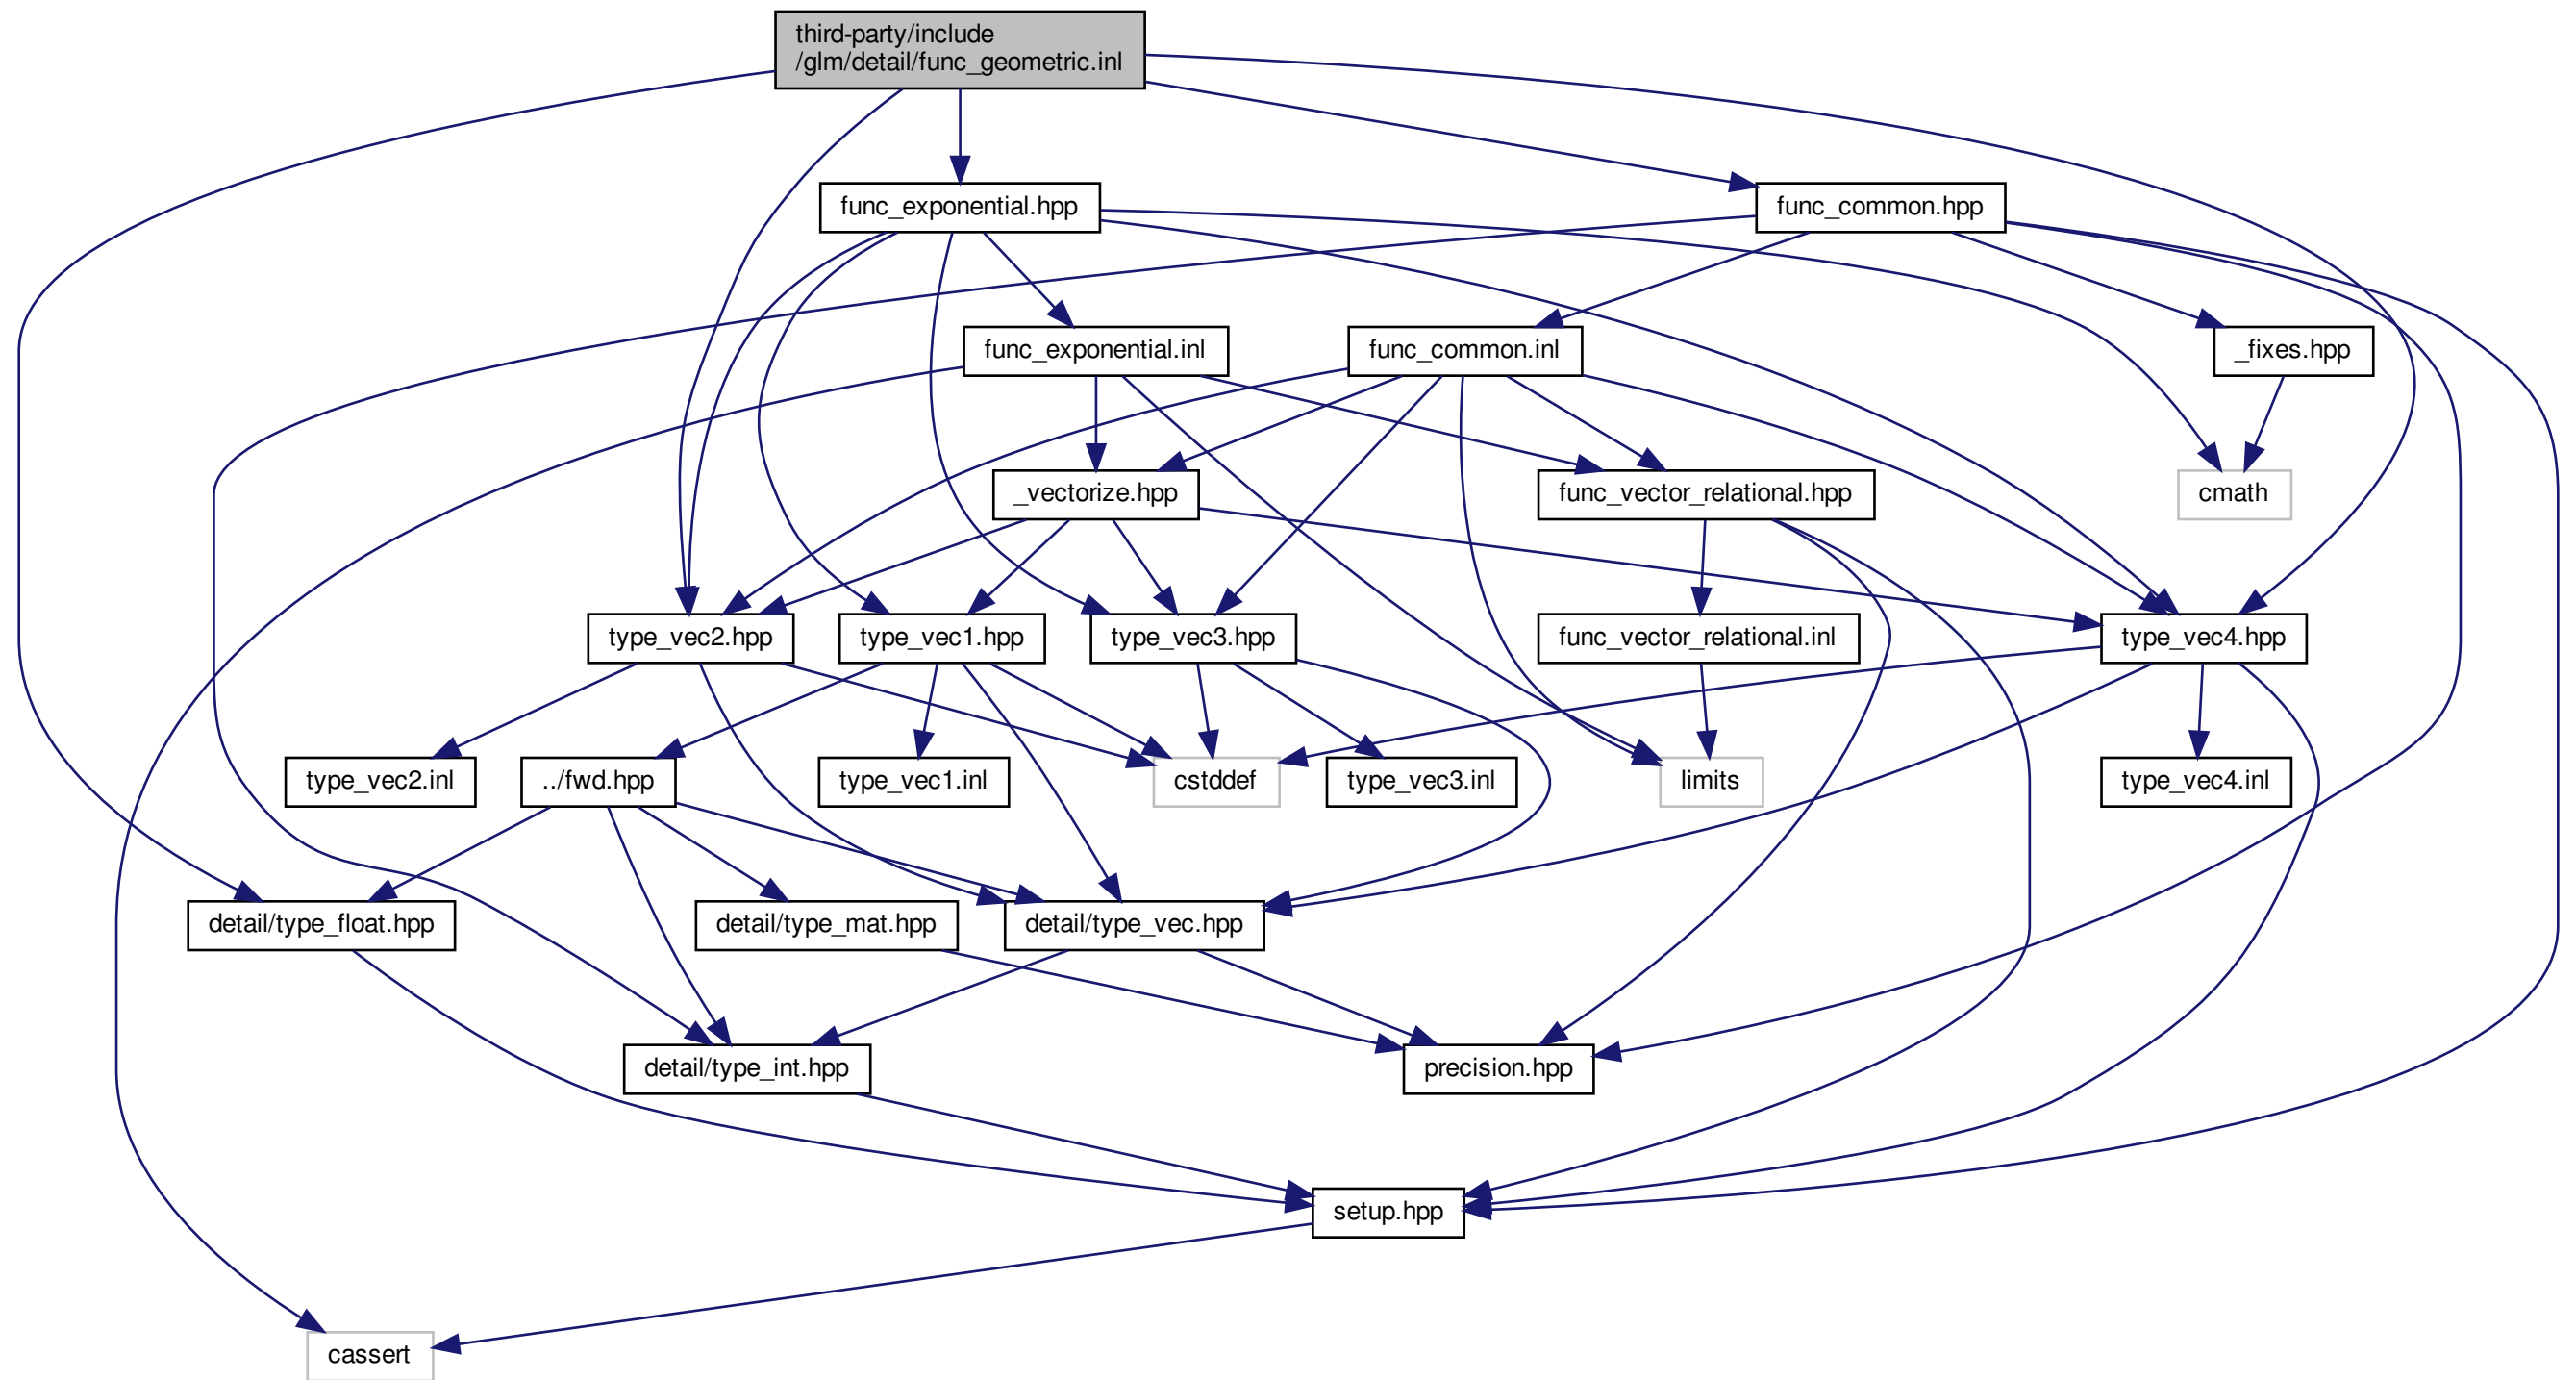 third-party/include
/glm/detail/func_geometric.inl
func_exponential.hpp
func_common.hpp
func_exponential.inl
func_common.inl
_fixes.hpp
_vectorize.hpp
func_vector_relational.hpp
cmath
type_vec2.hpp
type_vec1.hpp
type_vec3.hpp
func_vector_relational.inl
type_vec4.hpp
type_vec2.inl
../fwd.hpp
type_vec1.inl
cstddef
type_vec3.inl
limits
type_vec4.inl
detail/type_float.hpp
detail/type_mat.hpp
detail/type_vec.hpp
detail/type_int.hpp
precision.hpp
setup.hpp
cassert